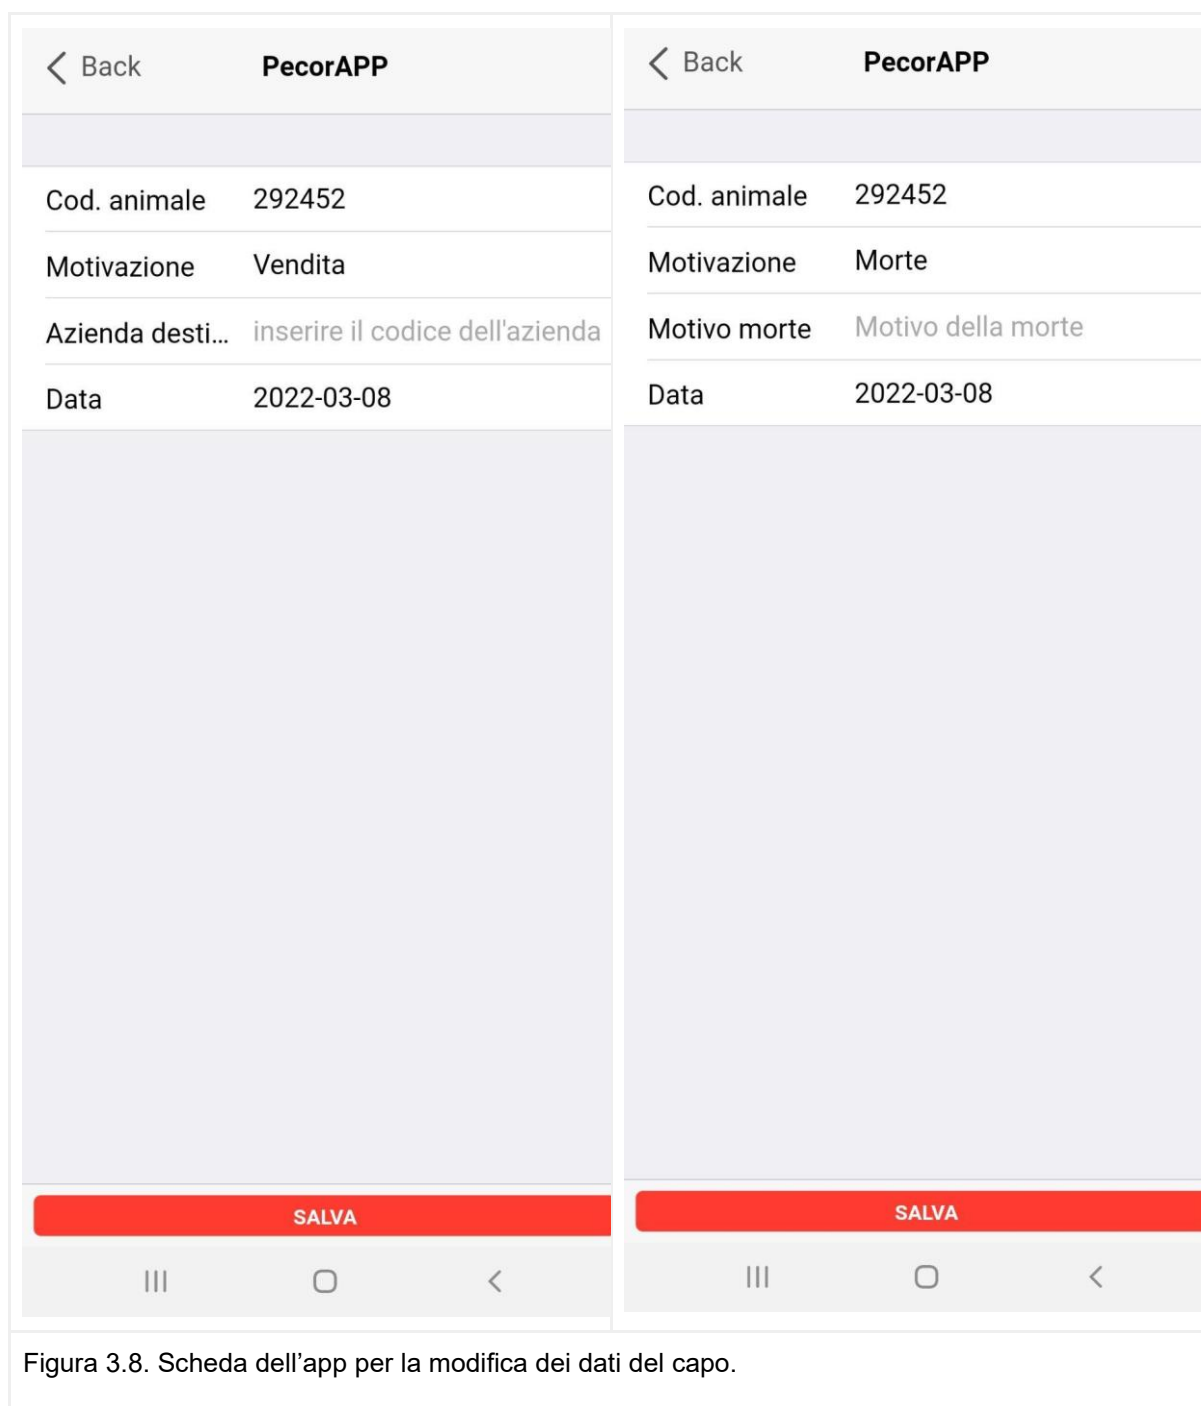 Back
PecorAPP
Cod. animale 292452
Motivazione Vendita
Azienda desti... inserire il codice dell'azienda
Data 2022-03-08
SALVA
Back
PecorAPP
Cod. animale 292452
Motivazione Morte
Motivo morte Motivo della morte
Data 2022-03-08
SALVA
Figura 3.8. Scheda dell’app per la modifica dei dati del capo.